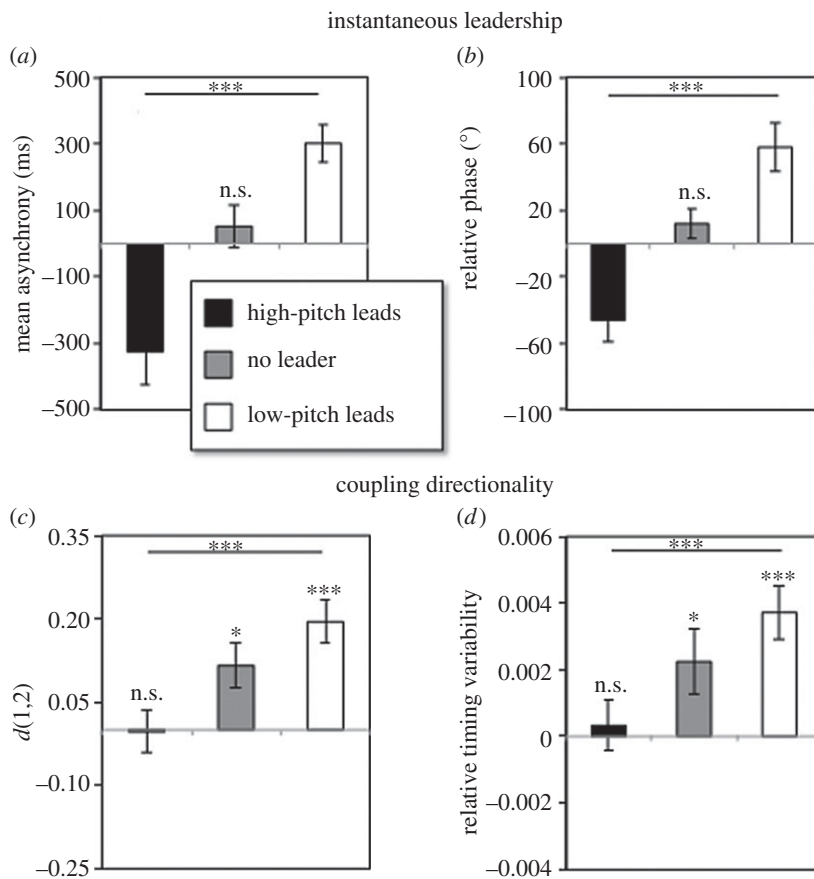 instantaneous leadership
(a)
500
300
100
–100
–300
–500
mean asynchrony (ms)
***
n.s.
(b)
100
60
20
–20
–60
–100
relative phase (°)
***
n.s.
high-pitch leads
no leader
low-pitch leads
coupling directionality
(c)
0.35
0.20
0.05
–0.10
–0.25
d(1,2)
***
n.s.
*
***
(d)
0.006
0.004
0.002
0
–0.002
–0.004
relative timing variability
***
n.s.
*
***